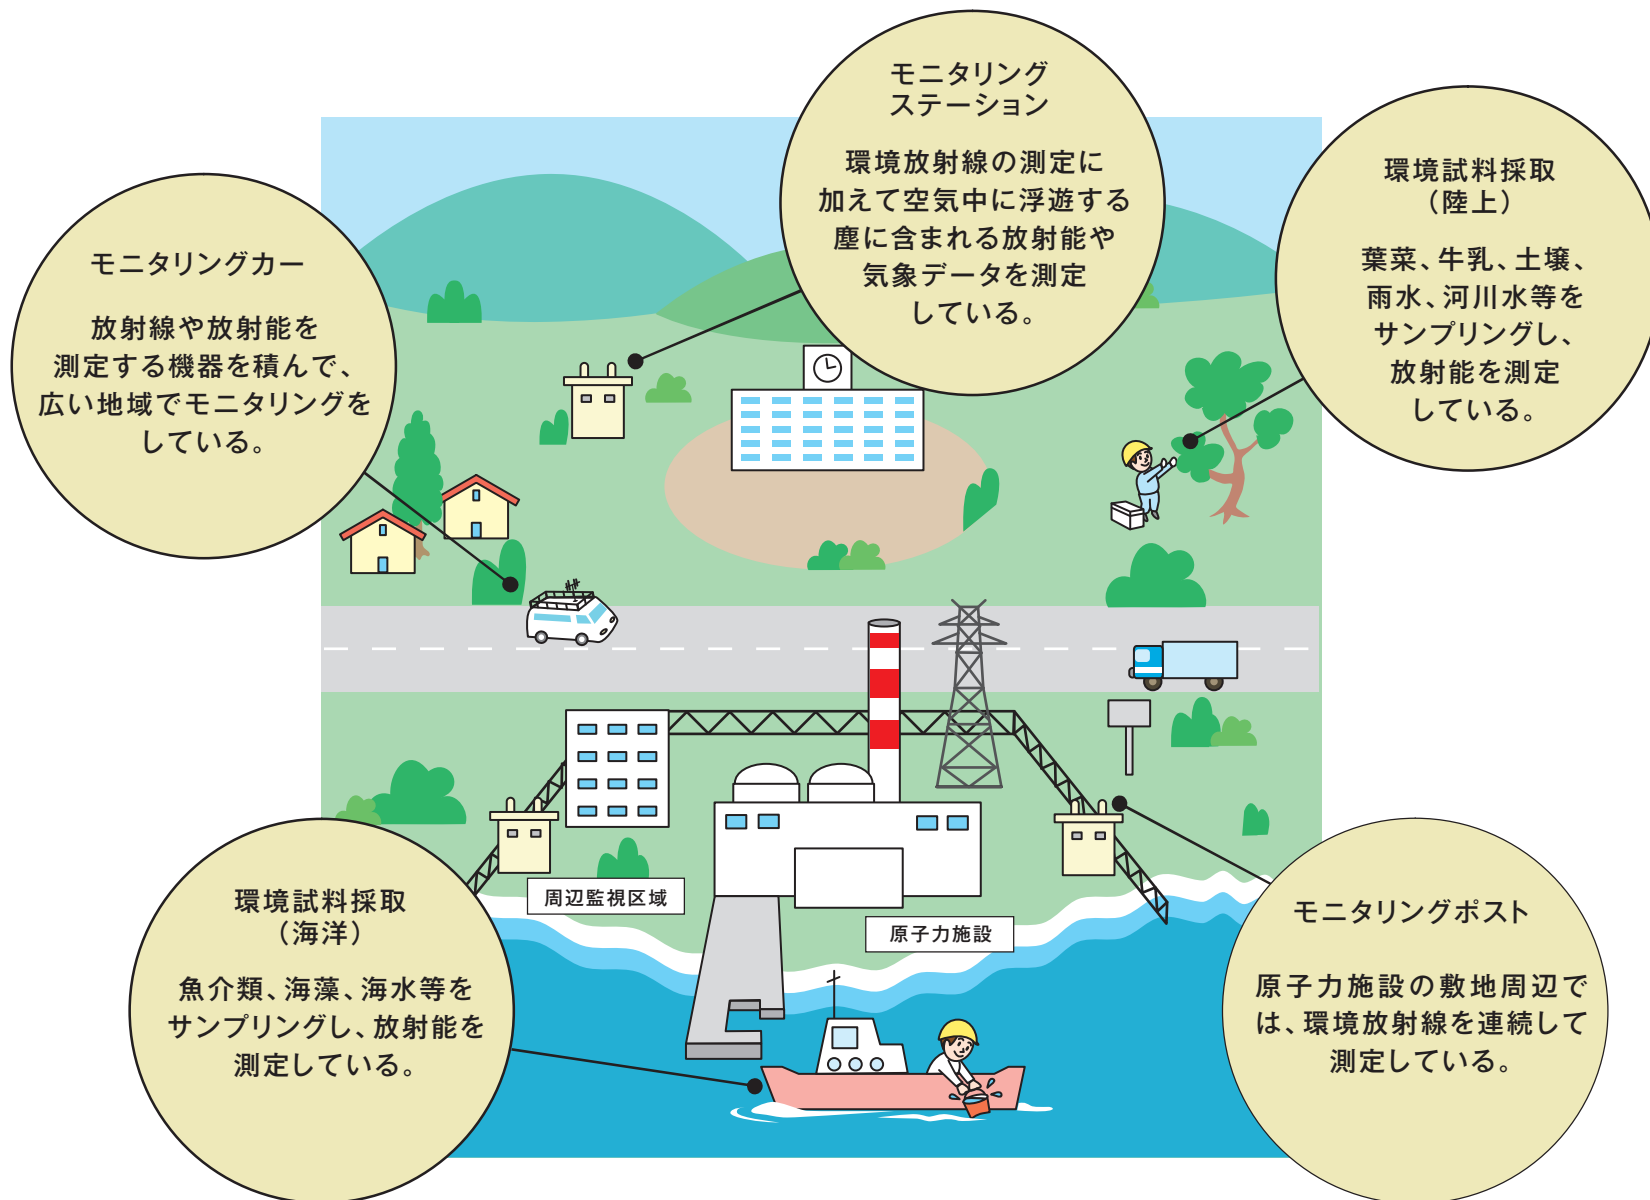 モニタリング
ステーション
環境放射線の測定に
加えて空気中に浮遊する
塵に含まれる放射能や
気象データを測定
している。
環境試料採取
（陸上）
葉菜、牛乳、土壌、
雨水、河川水等を
サンプリングし、
放射能を測定
している。
モニタリングカー
放射線や放射能を
測定する機器を積んで、
広い地域でモニタリングを
している。
周辺監視区域
原子力施設
環境試料採取
（海洋）
魚介類、海藻、海水等を
サンプリングし、放射能を
測定している。
モニタリングポスト
原子力施設の敷地周辺で
は、環境放射線を連続して
測定している。